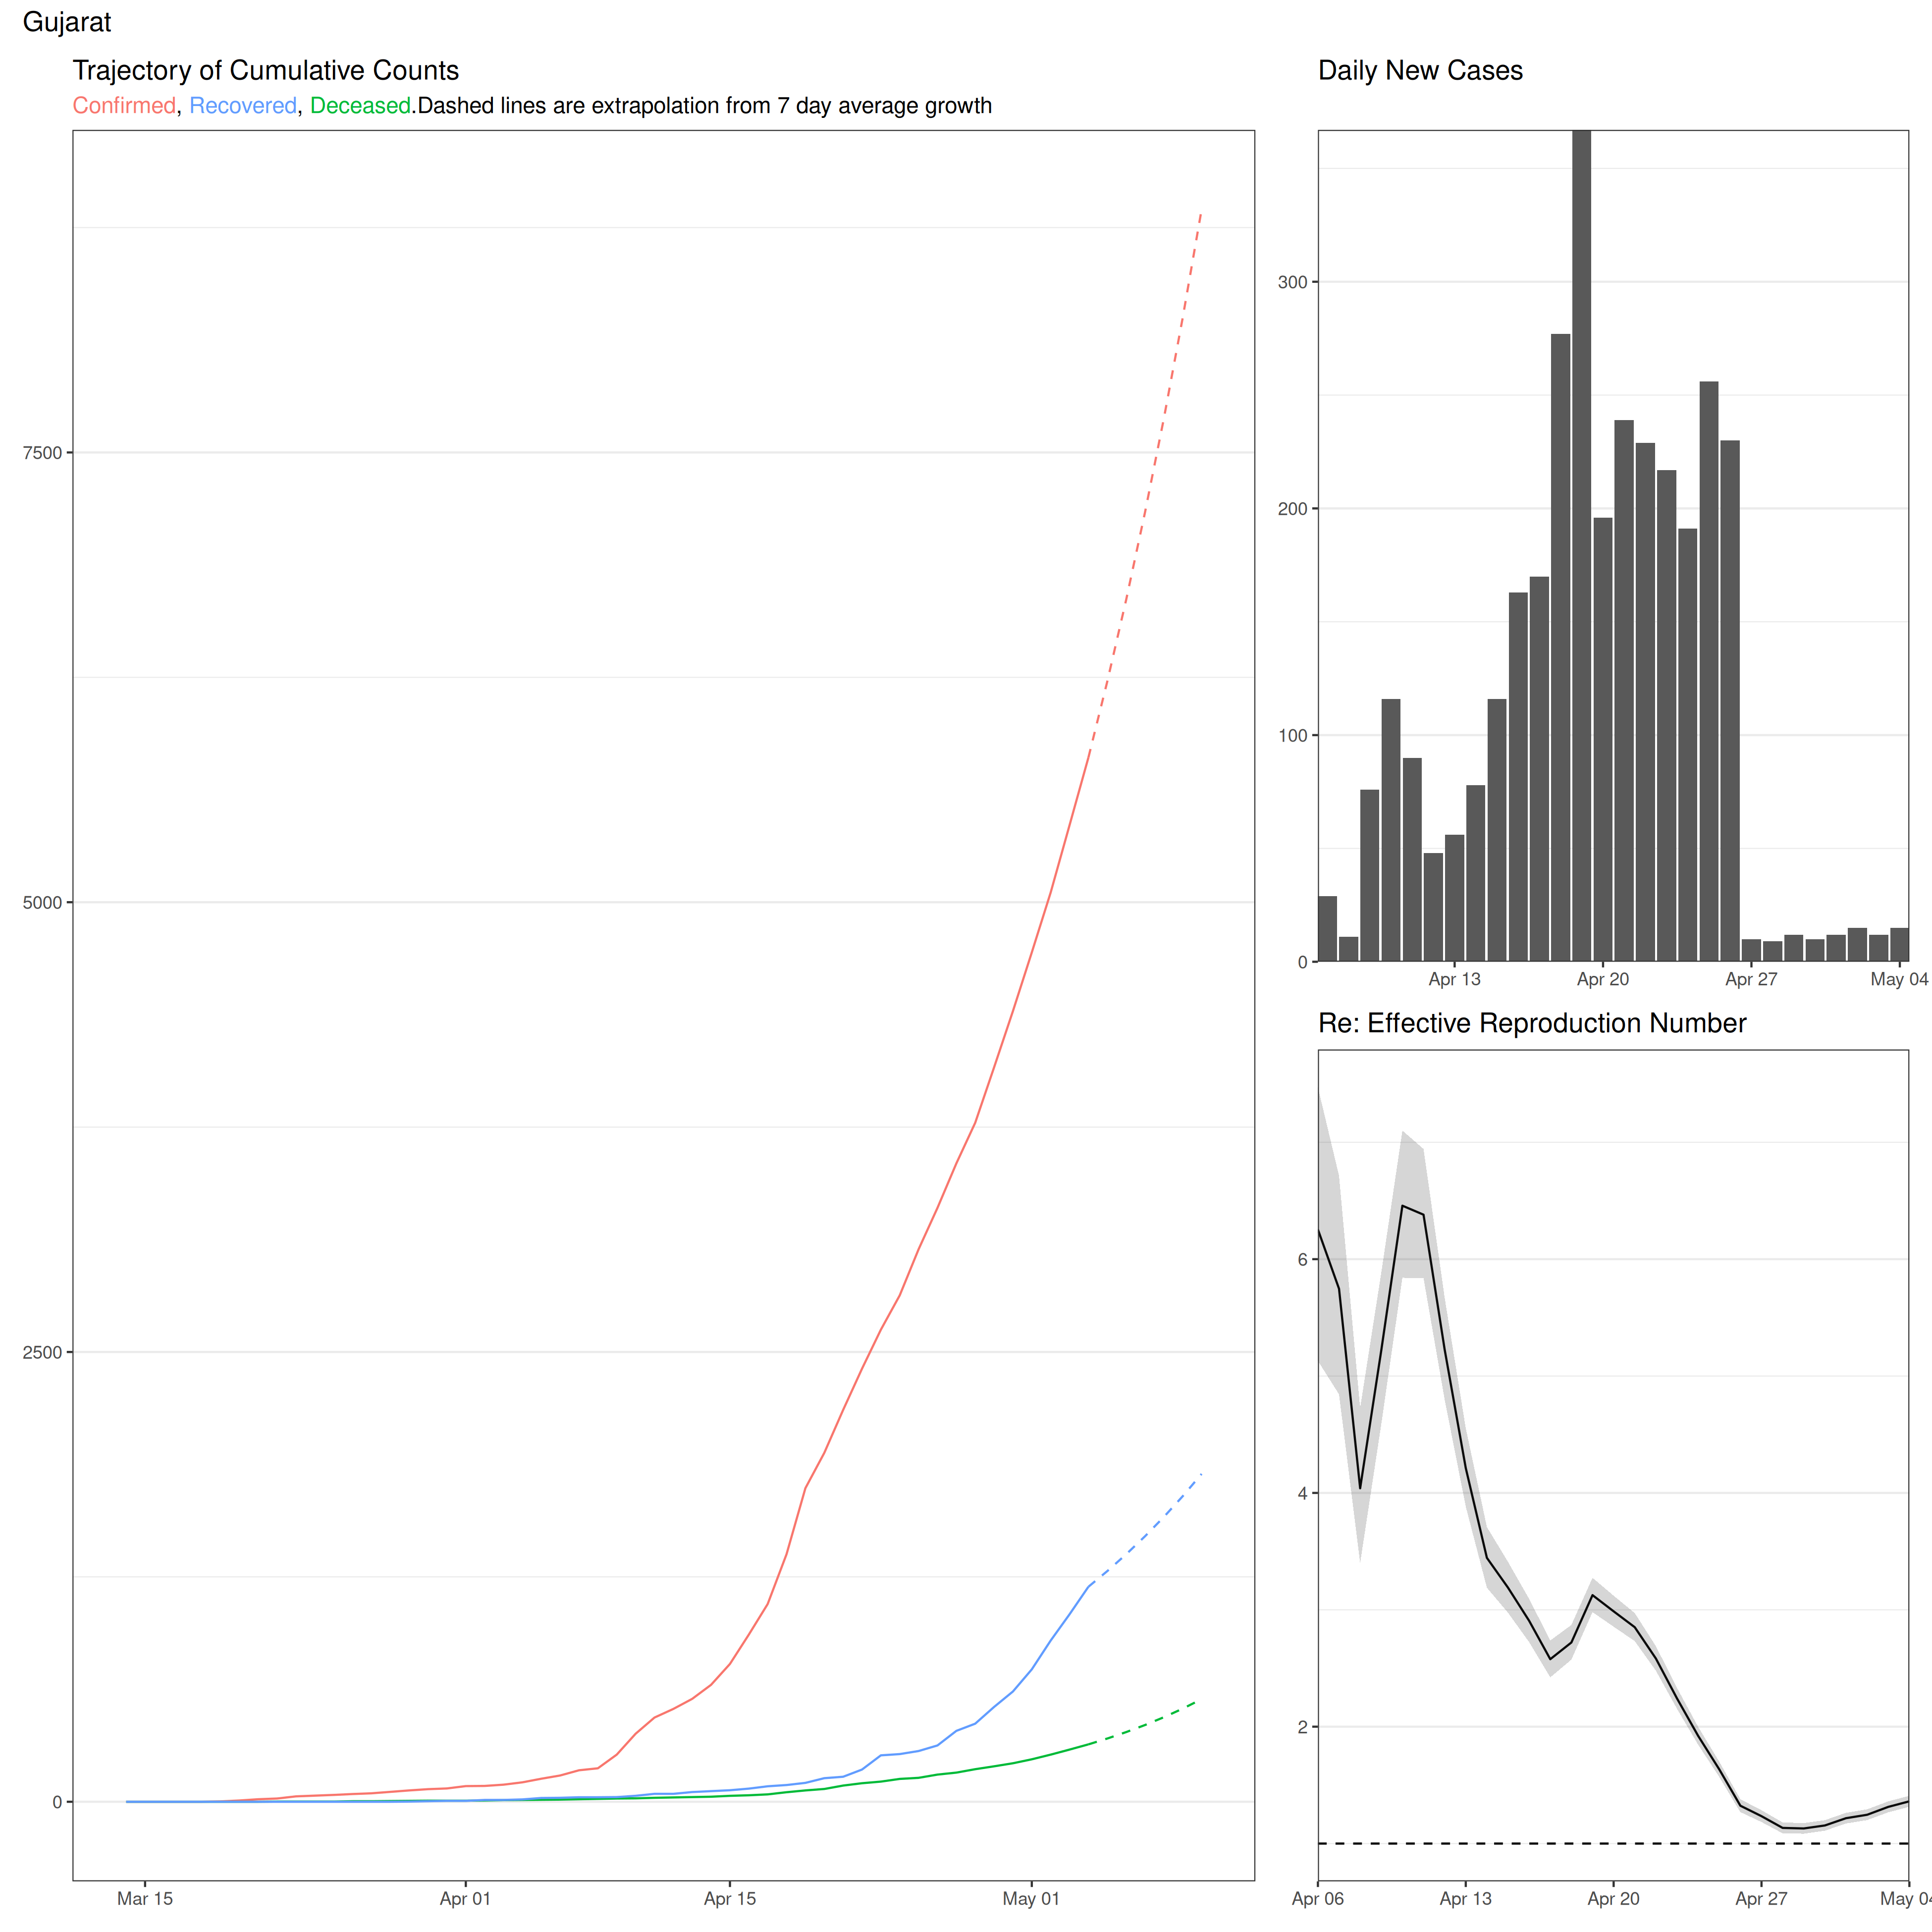 Gujarat
Trajectory of Cumulative Counts
Confirmed, Recovered, Deceased.Dashed lines are extrapolation from 7 day average growth
7500
5000
2500
0
Mar 15 Apr 01 Apr 15 May 01
Daily New Cases
300
200
100
0
Apr 13 Apr 20 Apr 27 May 04
Re: Effective Reproduction Number
6
4
2
Apr 06 Apr 13 Apr 20 Apr 27 May 04